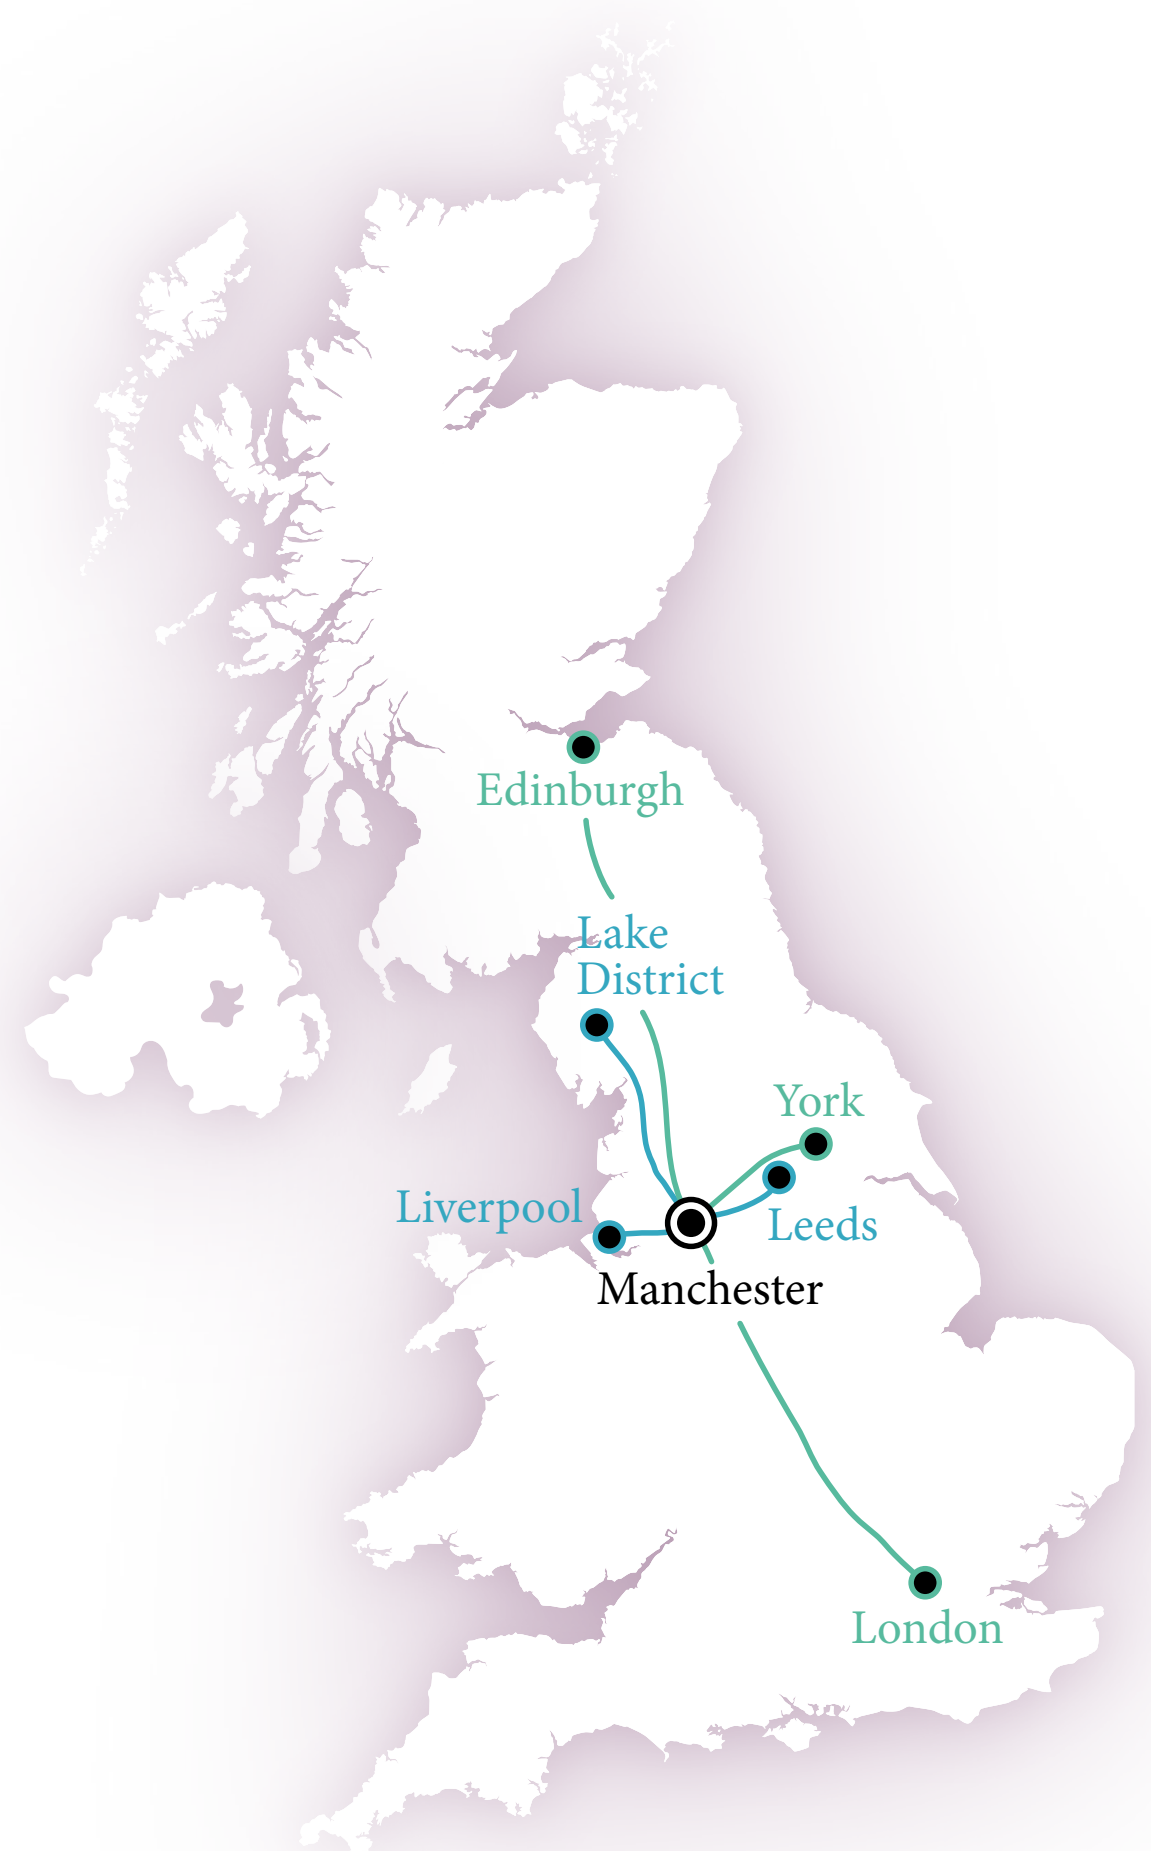 Edinburgh
Lake
District
York
Liverpool
Leeds
Manchester
London